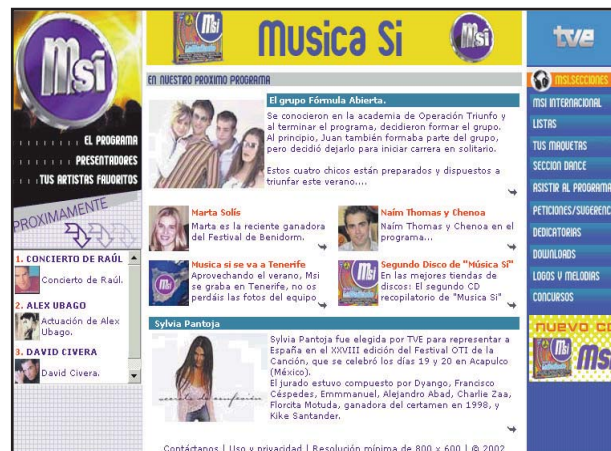 Msi
EL PROGRAMA
PRESENTADORES
TUS ARTISTAS FAVORITOS
PROXIMAMENTE
1. CONCIERTO DE RAÚL
Concierto de Raúl.
2. ALEX UBAGO
Actuación de Alex
Ubago.
3. DAVID CIVERA
David Civera.
Msi
Musica Si
Msi
EN NUESTRO PROXIMO PROGRAMA
El grupo Fórmula Abierta.
Se conocieron en la academia de Operación Triunfo y
al terminar el programa, decidieron formar el grupo.
Al principio, Juan también formaba parte del grupo,
pero decidió dejarlo para iniciar carrera en solitario.
Estos cuatro chicos están preparados y dispuestos a
triunfar este verano....
Marta Solís
Marta es la reciente ganadora
del Festival de Benidorm.
Naím Thomas y Chenoa
Naím Thomas y Chenoa en el
programa...
Musica si se va a Tenerife
Aprovechando el verano, Msi
se graba en Tenerife, no os
perdáis las fotos del equipo
Segundo Disco de "Música Sí"
En las mejores tiendas de
discos: El segundo CD
recopilatorio de "Musica Si"
Sylvia Pantoja
secreto de confesión
Sylvia Pantoja fue elegida por TVE para representar a
España en el XXVIII edición del Festival OTI de la
Canción, que se celebró los días 19 y 20 en Acapulco
(México).
El jurado estuvo compuesto por Dyango, Francisco
Céspedes, Emmmanuel, Alejandro Abad, Charlie Zaa,
Florcita Motuda, ganadora del certamen en 1998, y
Kike Santander.
Contáctanos | Uso y privacidad | Resolución mínima de 800 x 600 | © 2002
tve
MSI.SECCIONES
MSI INTERNACIONAL
LISTAS
TUS MAQUETAS
SECCION DANCE
ASISTIR AL PROGRAMA
PETICIONES/SUGERENC
DEDICATORIAS
DOWNLOADS
LOGOS Y MELODIAS
CONCURSOS
NUEVO CD
Msi